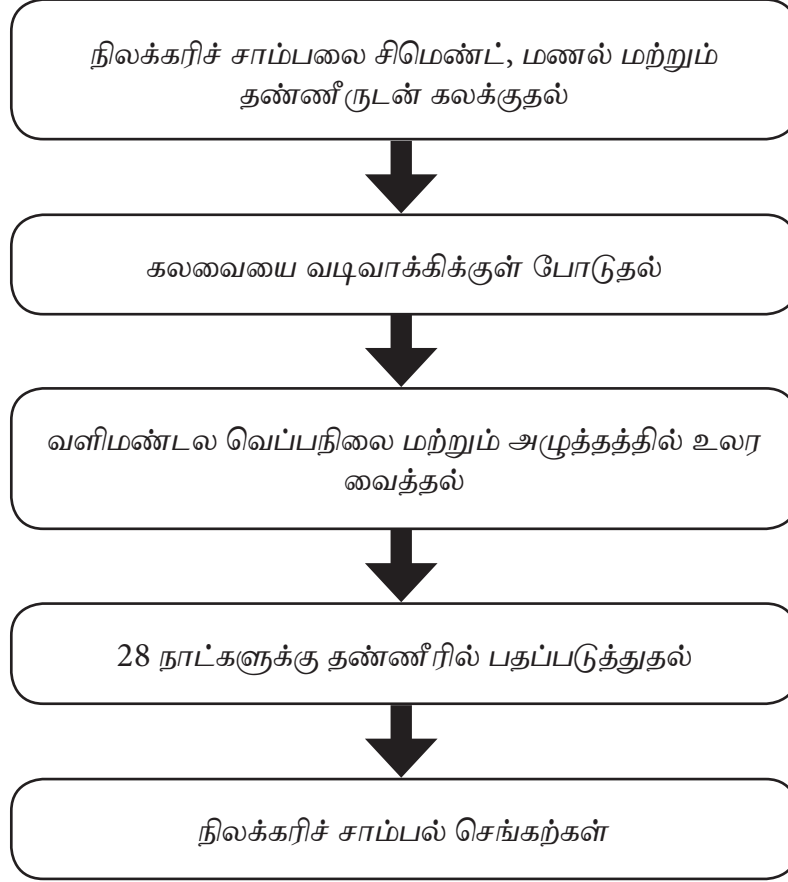 நிலக்கரிச் சாம்பலை சிமெண்ட், மணல் மற்றும்
தண்ணீருடன் கலக்குதல்
கலவையை வடிவாக்கிக்குள் போடுதல்
வளிமண்டல வெப்பநிலை மற்றும் அழுத்தத்தில் உலர
வைத்தல்
28 நாட்களுக்கு தண்ணீரில் பதப்படுத்துதல்
நிலக்கரிச் சாம்பல் செங்கற்கள்